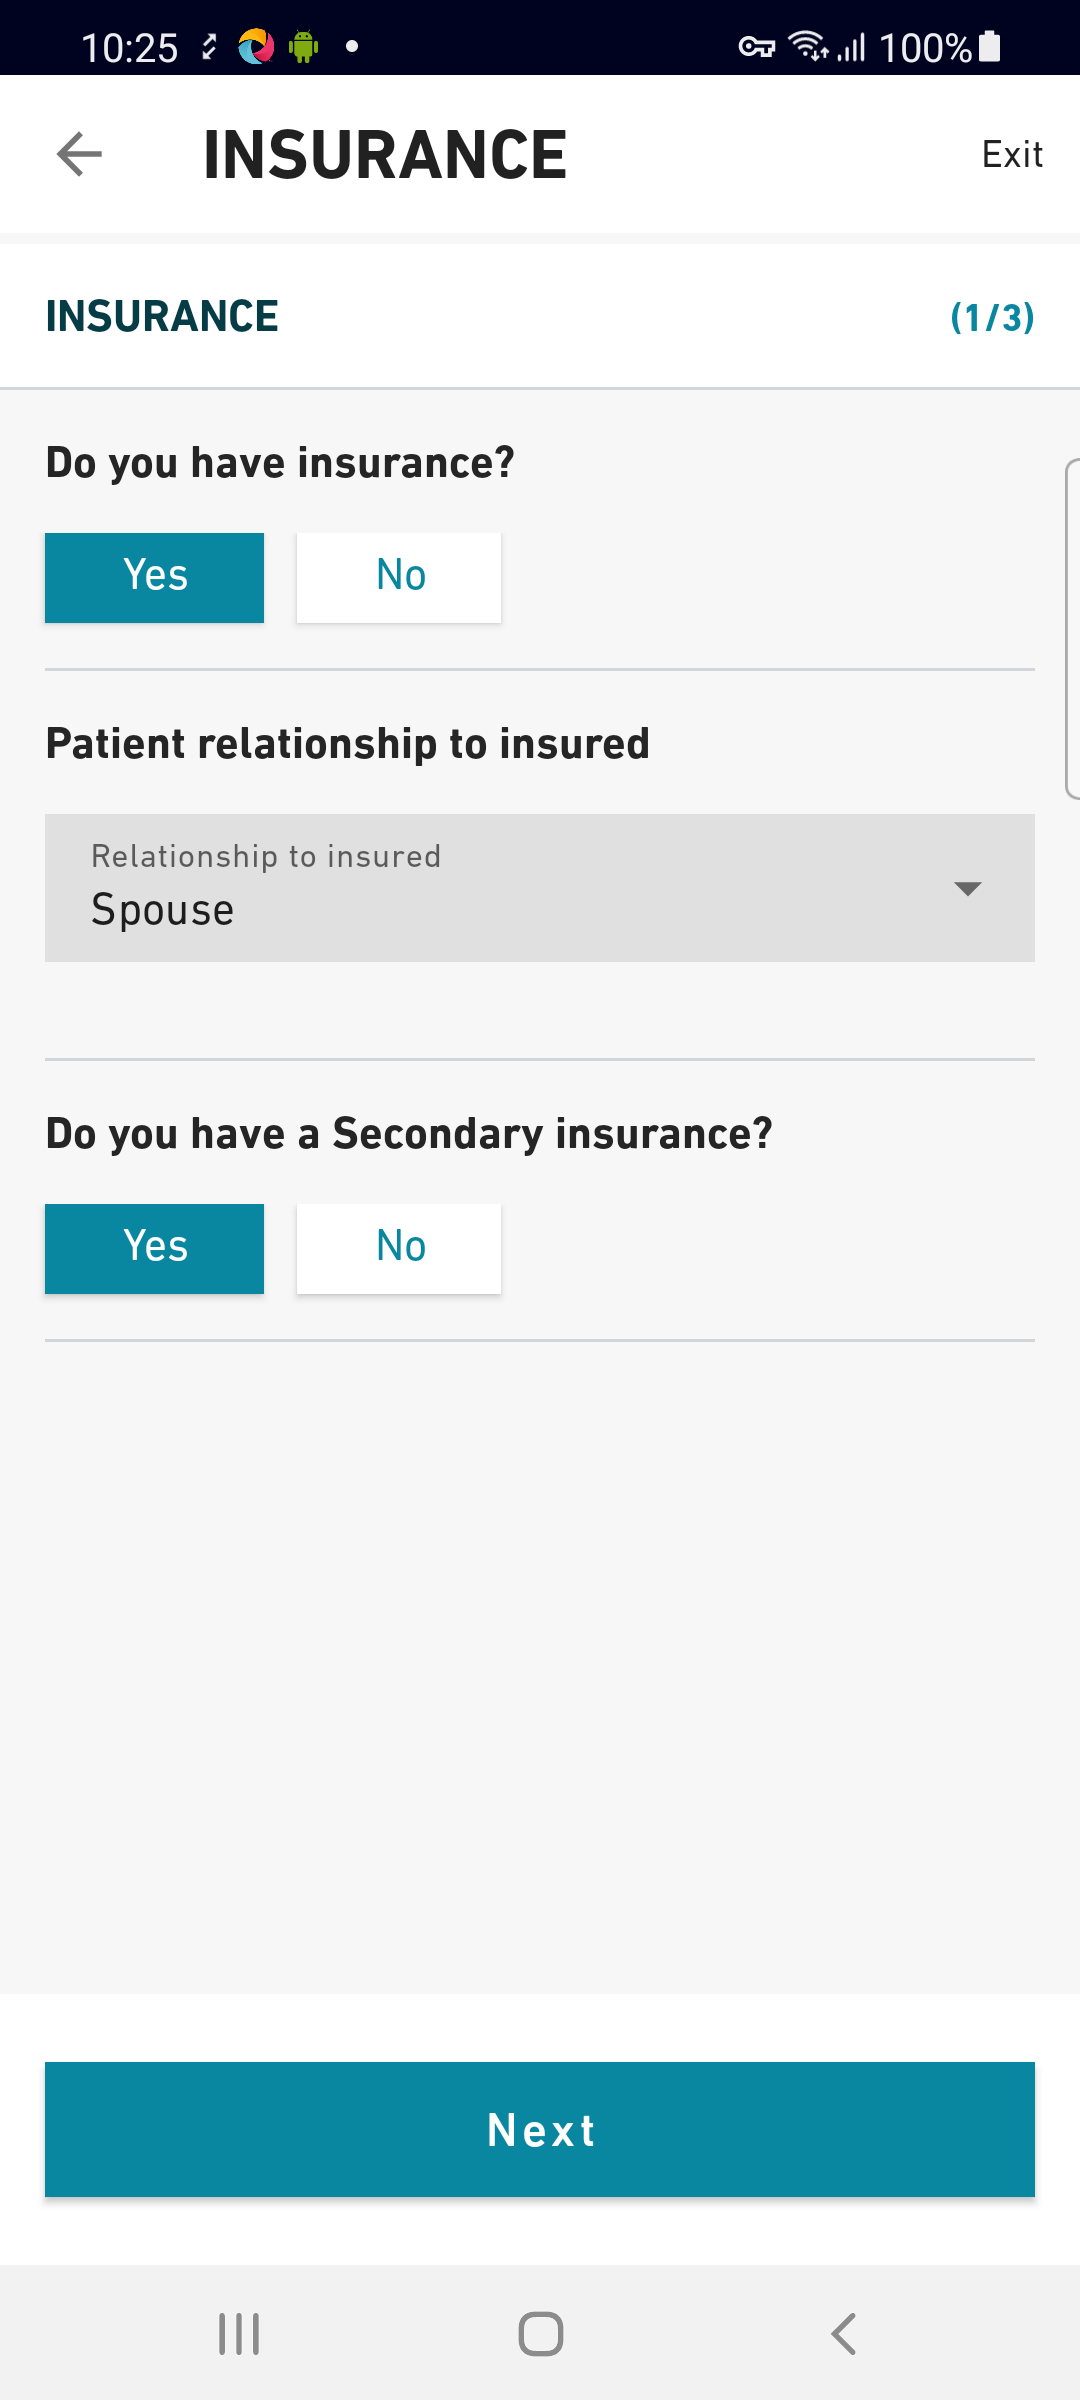 10:25
100%
INSURANCE
Exit
INSURANCE
(1/3)
Do you have insurance?
Yes
No
Patient relationship to insured
Relationship to insured
Spouse
Do you have a Secondary insurance?
Yes
No
Next